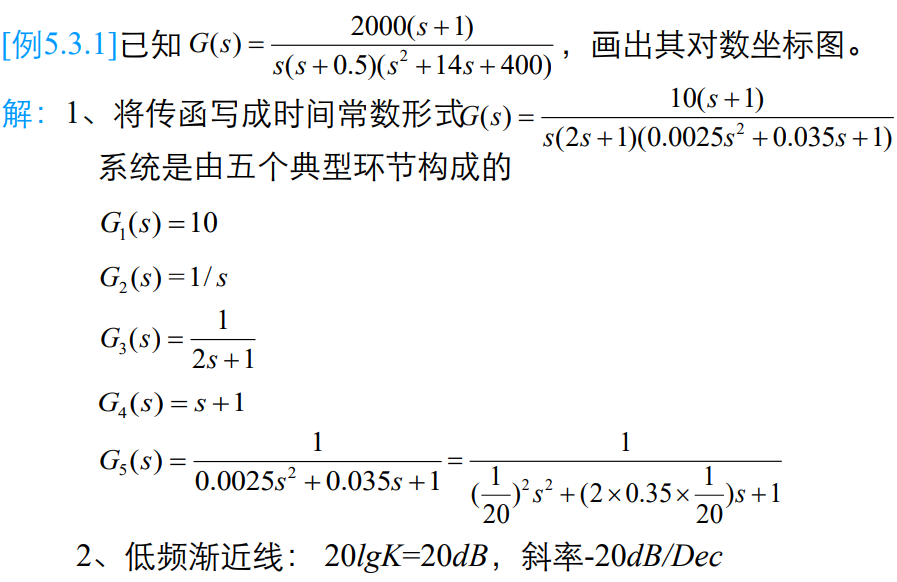 [例5.3.1]已知 G(s) = \frac{2000(s+1)}{s(s+0.5)(s^2+14s+400)} ，画出其对数坐标图。
解：1、将传函写成时间常数形式G(s) = \frac{10(s+1)}{s(2s+1)(0.0025s^2+0.035s+1)}
系统是由五个典型环节构成的
G_1(s) = 10
G_2(s) = 1/s
G_3(s) = \frac{1}{2s+1}
G_4(s) = s+1
G_5(s) = \frac{1}{0.0025s^2+0.035s+1} = \frac{1}{(\frac{1}{20})^2s^2+(2×0.35×\frac{1}{20})s+1}
2、低频渐近线：20lgK=20dB，斜率-20dB/Dec